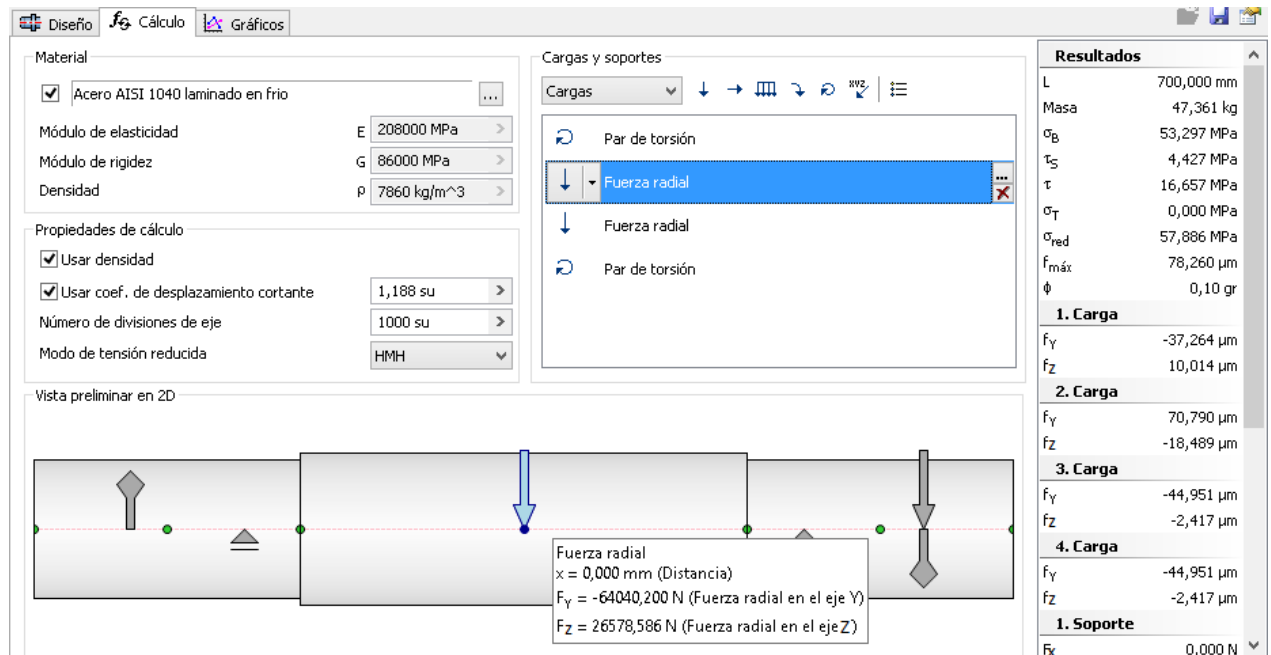 Diseño
Cálculo
Gráficos
Material
Acero AISI 1040 laminado en frio
...
Módulo de elasticidad E 208000 MPa >
Módulo de rigidez G 86000 MPa >
Densidad ρ 7860 kg/m^3 >
Propiedades de cálculo
Usar densidad
Usar coef. de desplazamiento cortante 1,188 su >
Número de divisiones de eje 1000 su >
Modo de tensión reducida HMH
Cargas y soportes
Cargas
xyz
Par de torsión
Fuerza radial
...
Fuerza radial
Par de torsión
Vista preliminar en 2D
Fuerza radial
x = 0,000 mm (Distancia)
FY = -64040,200 N (Fuerza radial en el eje Y)
FZ = 26578,586 N (Fuerza radial en el eje Z)
Resultados
L 700,000 mm
Masa 47,361 kg
σB 53,297 MPa
τS 4,427 MPa
τ 16,657 MPa
σT 0,000 MPa
σred 57,886 MPa
fmáx 78,260 µm
ϕ 0,10 gr
1. Carga
fY -37,264 µm
fZ 10,014 µm
2. Carga
fY 70,790 µm
fZ -18,489 µm
3. Carga
fY -44,951 µm
fZ -2,417 µm
4. Carga
fY -44,951 µm
fZ -2,417 µm
1. Soporte
Fx 0,000 N